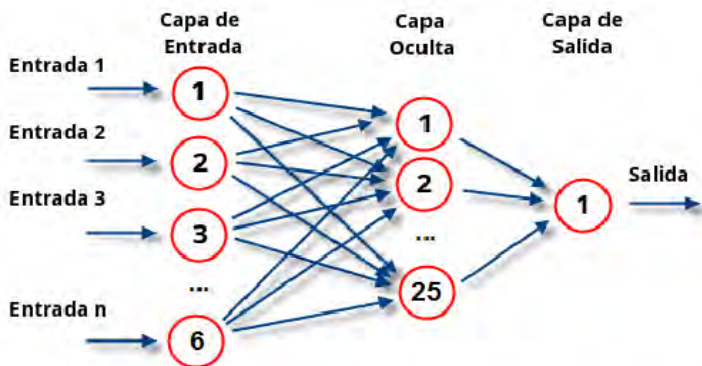 Capa de
Entrada
Capa
Oculta
Capa de
Salida
Entrada 1
Entrada 2
Entrada 3
...
Entrada n
1
2
3
6
1
2
...
25
1
Salida